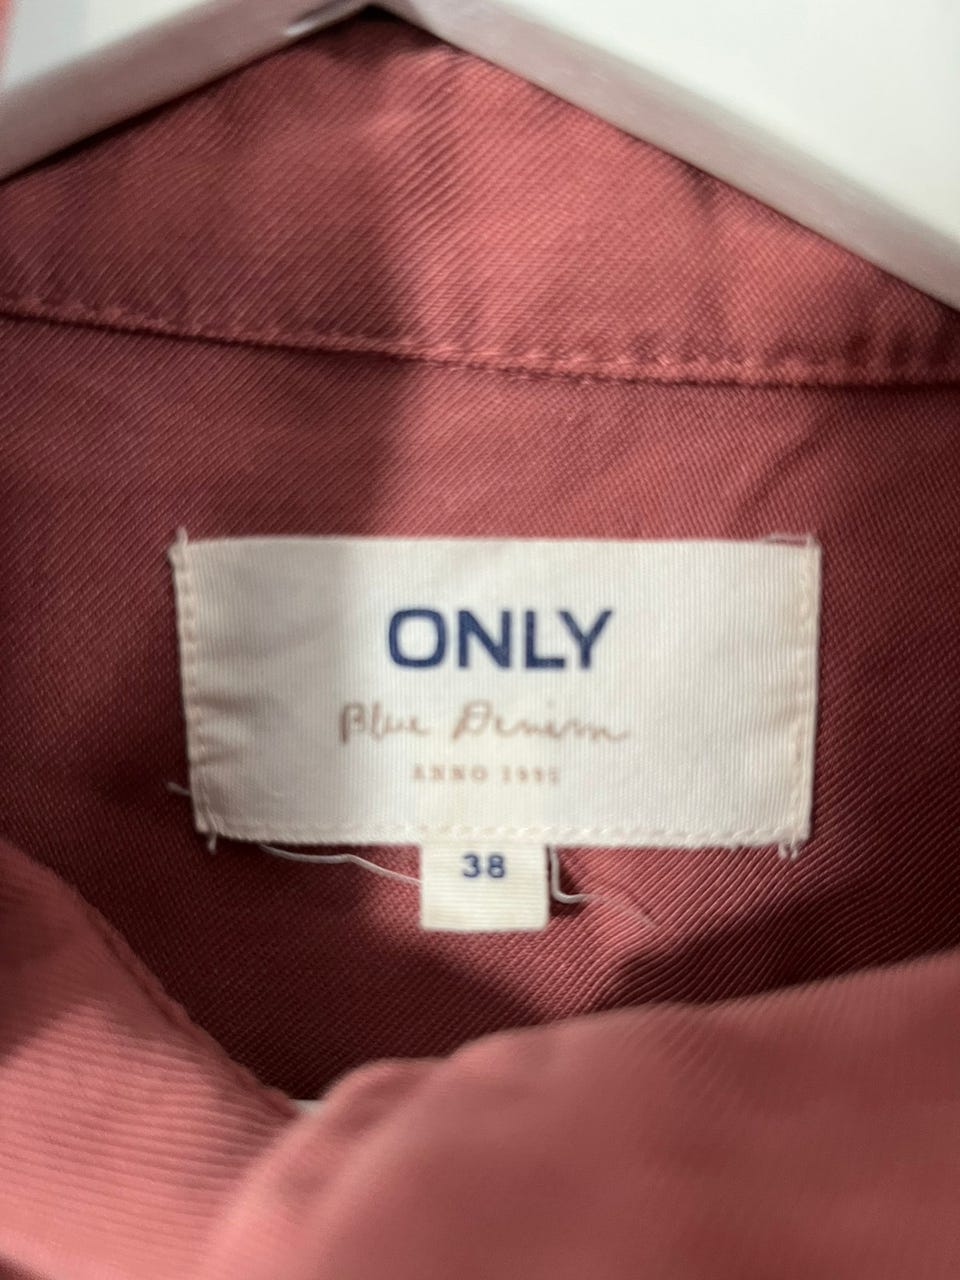 ONLY
Blue Denim
ANNO 1995
38